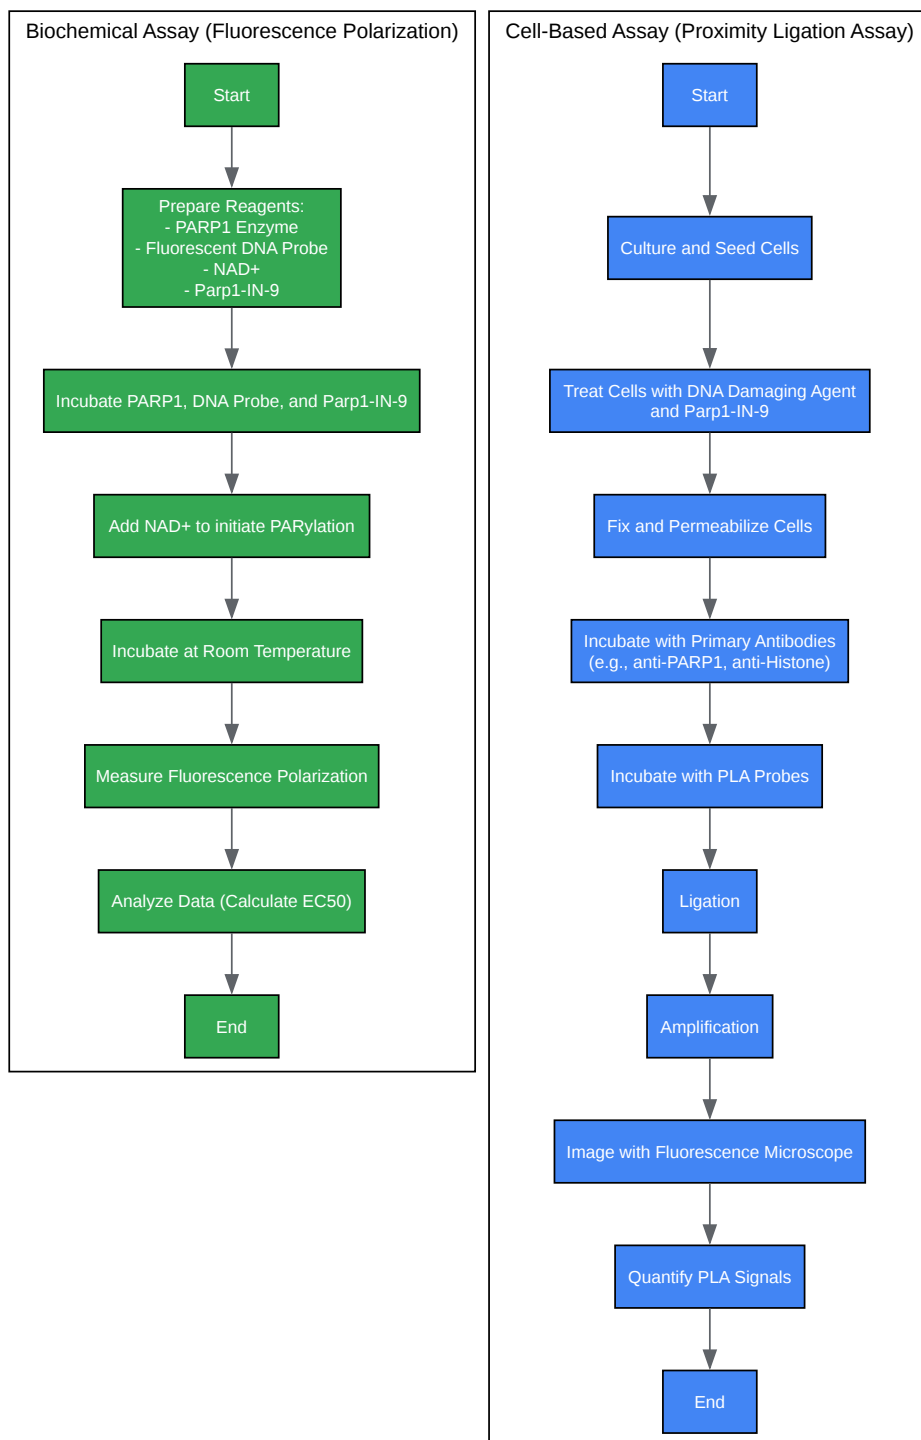 Biochemical Assay (Fluorescence Polarization)
Start
Prepare Reagents:
- PARP1 Enzyme
- Fluorescent DNA Probe
- NAD+
- Parp1-IN-9
Incubate PARP1, DNA Probe, and Parp1-IN-9
Add NAD+ to initiate PARylation
Incubate at Room Temperature
Measure Fluorescence Polarization
Analyze Data (Calculate EC50)
End
Cell-Based Assay (Proximity Ligation Assay)
Start
Culture and Seed Cells
Treat Cells with DNA Damaging Agent
and Parp1-IN-9
Fix and Permeabilize Cells
Incubate with Primary Antibodies
(e.g., anti-PARP1, anti-Histone)
Incubate with PLA Probes
Ligation
Amplification
Image with Fluorescence Microscope
Quantify PLA Signals
End